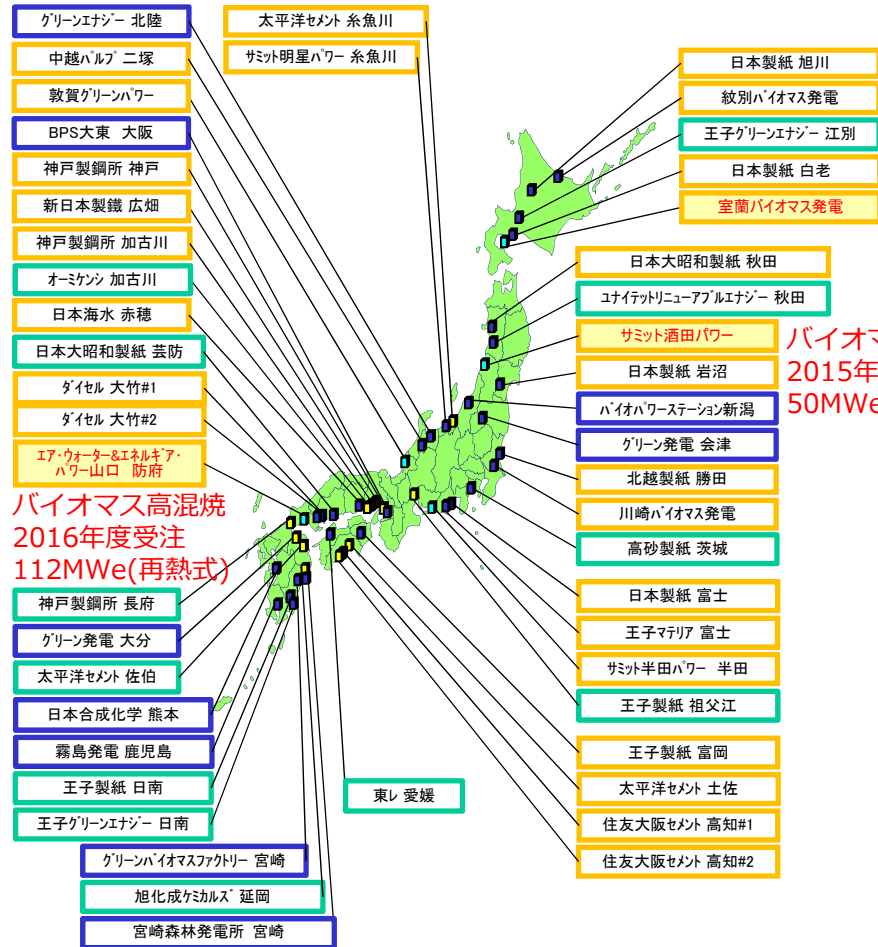 グリーンエナジー 北陸
中越パルプ 二塚
敦賀グリーンパワー
BPS大東 大阪
神戸製鋼所 神戸
新日本製鐵 広畑
神戸製鋼所 加古川
オーミケンシ 加古川
日本海水 赤穂
日本大昭和製紙 芸防
ダイセル 大竹#1
ダイセル 大竹#2
エア・ウォーター&エネルギア・
パワー山口 防府
バイオマス高混焼
2016年度受注
112MWe(再熱式)
神戸製鋼所 長府
グリーン発電 大分
太平洋セメント 佐伯
日本合成化学 熊本
霧島発電 鹿児島
王子製紙 日南
王子グリーンエナジー 日南
グリーンバイオマスファクトリー 宮崎
旭化成ケミカルズ 延岡
宮崎森林発電所 宮崎
太平洋セメント 糸魚川
サミット明星パワー 糸魚川
東レ 愛媛
日本製紙 旭川
紋別バイオマス発電
王子グリーンエナジー 江別
日本製紙 白老
室蘭バイオマス発電
日本大昭和製紙 秋田
ユナイテットリニューアブルエナジー 秋田
サミット酒田パワー
バイオマ
2015年
50MWe
日本製紙 岩沼
バイオパワーステーション新潟
グリーン発電 会津
北越製紙 勝田
川崎バイオマス発電
高砂製紙 茨城
日本製紙 富士
王子マテリア 富士
サミット半田パワー 半田
王子製紙 祖父江
王子製紙 富岡
太平洋セメント 土佐
住友大阪セメント 高知#1
住友大阪セメント 高知#2